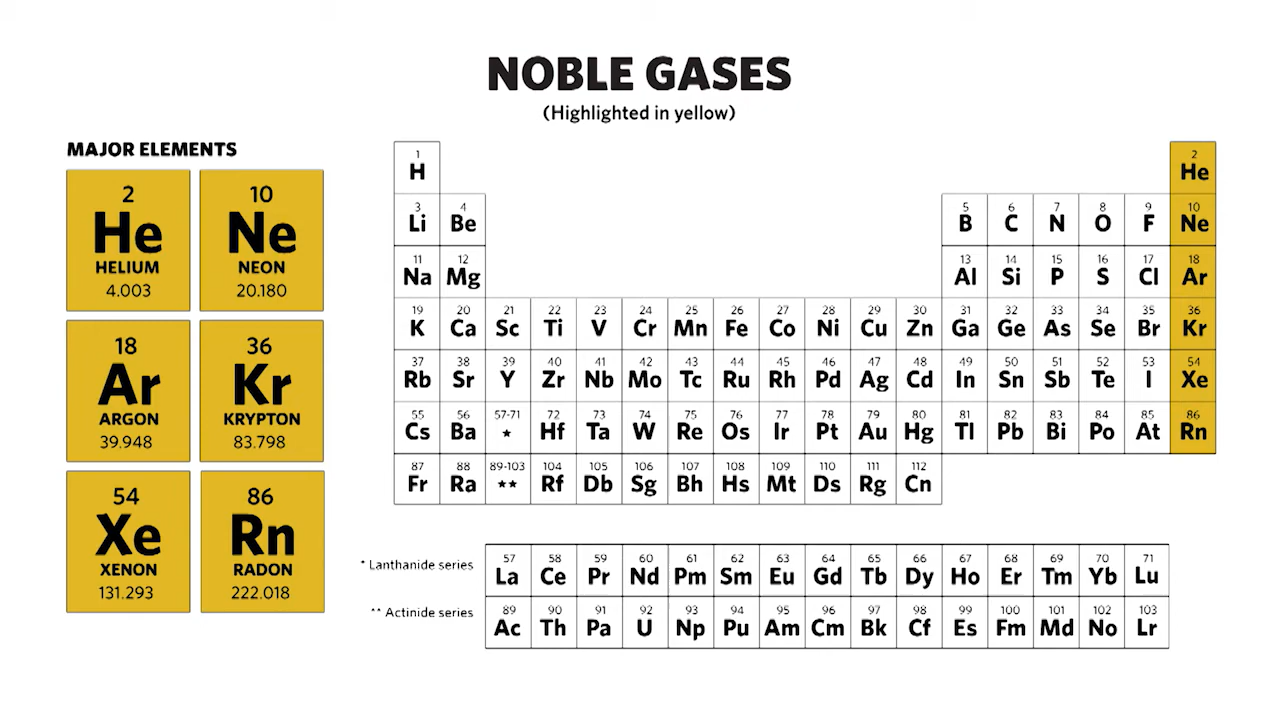 NOBLE GASES
(Highlighted in yellow)
MAJOR ELEMENTS
2 10
He Ne
HELIUM NEON
4.003 20.180
18 36
Ar Kr
ARGON KRYPTON
39.948 83.798
54 86
Xe Rn
XENON RADON
131.293 222.018
1 2
H He
3 4 5 6 7 8 9 10
Li Be B C N O F Ne
11 12 13 14 15 16 17 18
Na Mg Al Si P S Cl Ar
19 20 21 22 23 24 25 26 27 28 29 30 31 32 33 34 35 36
K Ca Sc Ti V Cr Mn Fe Co Ni Cu Zn Ga Ge As Se Br Kr
37 38 39 40 41 42 43 44 45 46 47 48 49 50 51 52 53 54
Rb Sr Y Zr Nb Mo Tc Ru Rh Pd Ag Cd In Sn Sb Te I Xe
55 56 57-71 72 73 74 75 76 77 78 79 80 81 82 83 84 85 86
Cs Ba ★ Hf Ta W Re Os Ir Pt Au Hg Tl Pb Bi Po At Rn
87 88 89-103 104 105 106 107 108 109 110 111 112
Fr Ra ★★ Rf Db Sg Bh Hs Mt Ds Rg Cn
* Lanthanide series
57 58 59 60 61 62 63 64 65 66 67 68 69 70 71
La Ce Pr Nd Pm Sm Eu Gd Tb Dy Ho Er Tm Yb Lu
** Actinide series
89 90 91 92 93 94 95 96 97 98 99 100 101 102 103
Ac Th Pa U Np Pu Am Cm Bk Cf Es Fm Md No Lr